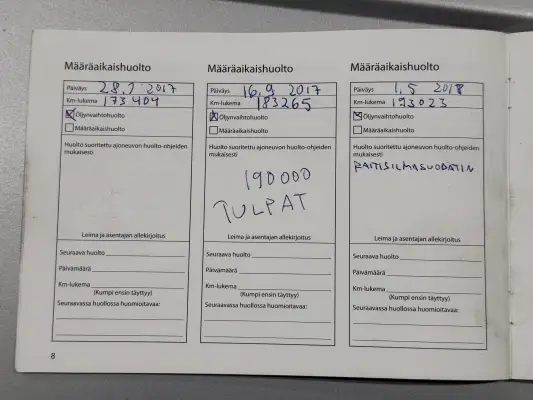 Määräaikaishuolto
Päiväys 28.2 2017
Km-lukema 173 404
Öljynvaihtohuolto
Määräaikaishuolto
Huolto suoritettu ajoneuvon huolto-ohjeiden
mukaisesti
Leima ja asentajan allekirjoitus
Seuraava huolto
Päivämäärä
Km-lukema
(Kumpi ensin täyttyy)
Seuraavassa huollossa huomioitavaa:
8
Määräaikaishuolto
Päiväys 16.9 2017
Km-lukema 183265
Öljynvaihtohuolto
Määräaikaishuolto
Huolto suoritettu ajoneuvon huolto-ohjeiden
mukaisesti
190000
TULPAT
Leima ja asentajan allekirjoitus
Seuraava huolto
Päivämäärä
Km-lukema
(Kumpi ensin täyttyy)
Seuraavassa huollossa huomioitavaa:
Määräaikaishuolto
Päiväys 1.5 2018
Km-lukema 193023
Öljynvaihtohuolto
Määräaikaishuolto
Huolto suoritettu ajoneuvon huolto-ohjeiden
mukaisesti
RAITISILMASUODATIN
Leima ja asentajan allekirjoitus
Seuraava huolto
Päivämäärä
Km-lukema
(Kumpi ensin täyttyy)
Seuraavassa huollossa huomioitavaa: